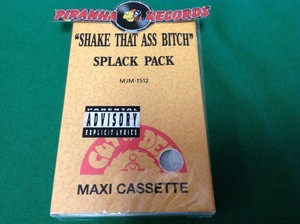 PIRANHA RECORDS
"SHAKE THAT ASS BITCH"
SPLACK PACK
MJM-1512
PARENTAL
ADVISORY
EXPLICIT LYRICS
MAXI CASSETTE